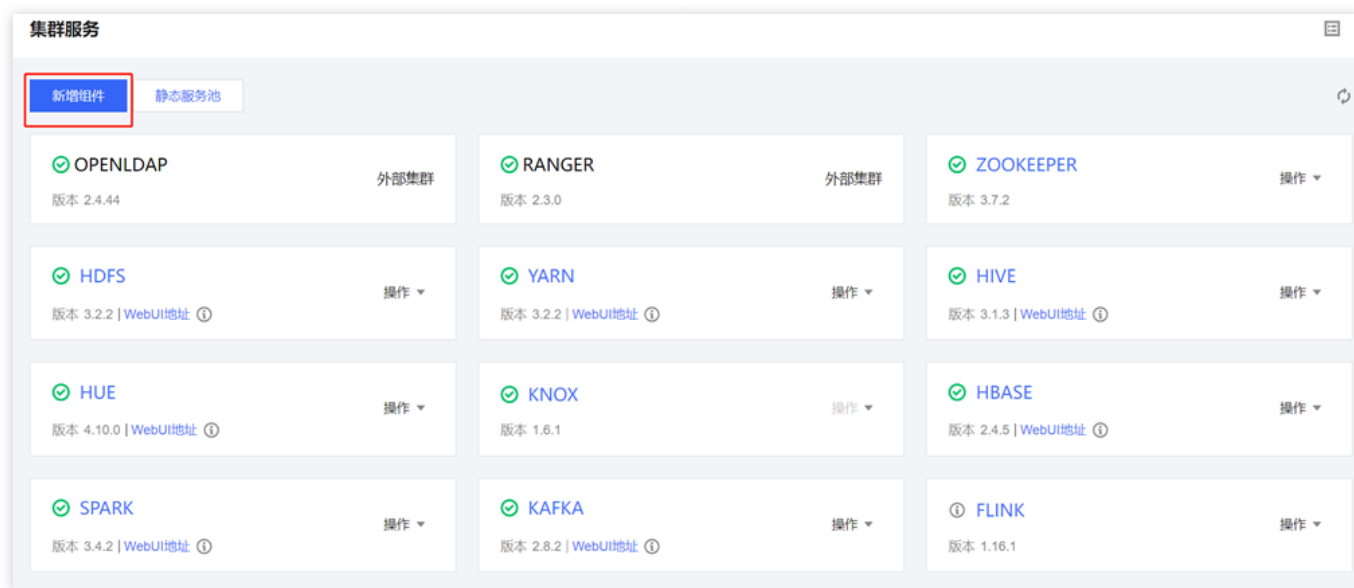 集群服务
新增组件
静态服务池
OPENLDAP
外部集群
版本 2.4.44
RANGER
外部集群
版本 2.3.0
ZOOKEEPER
操作
版本 3.7.2
HDFS
操作
版本 3.2.2 | WebUI地址
YARN
操作
版本 3.2.2 | WebUI地址
HIVE
操作
版本 3.1.3 | WebUI地址
HUE
操作
版本 4.10.0 | WebUI地址
KNOX
操作
版本 1.6.1
HBASE
操作
版本 2.4.5 | WebUI地址
SPARK
操作
版本 3.4.2 | WebUI地址
KAFKA
操作
版本 2.8.2 | WebUI地址
FLINK
操作
版本 1.16.1